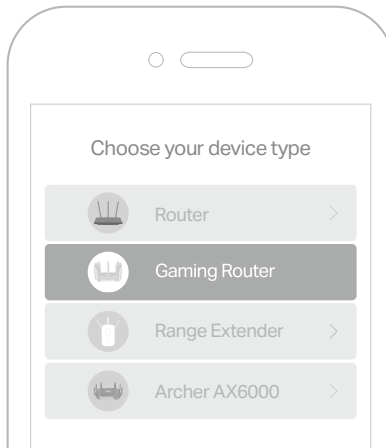 Choose your device type
Router
Gaming Router
Range Extender
Archer AX6000